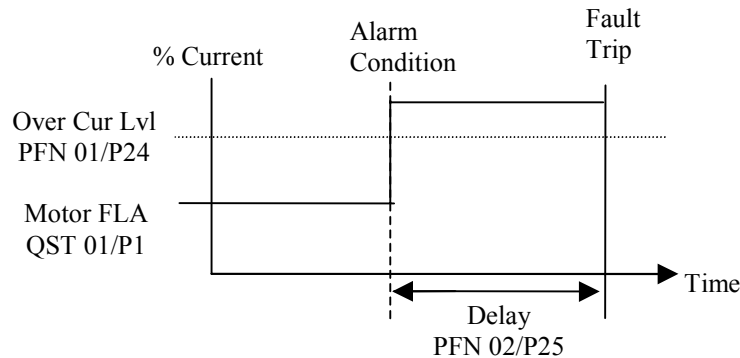 Fault
Trip
Alarm
Condition
% Current
Over Cur Lvl
PFN 01/P24
Motor FLA
QST 01/P1
Time
Delay
PFN 02/P25